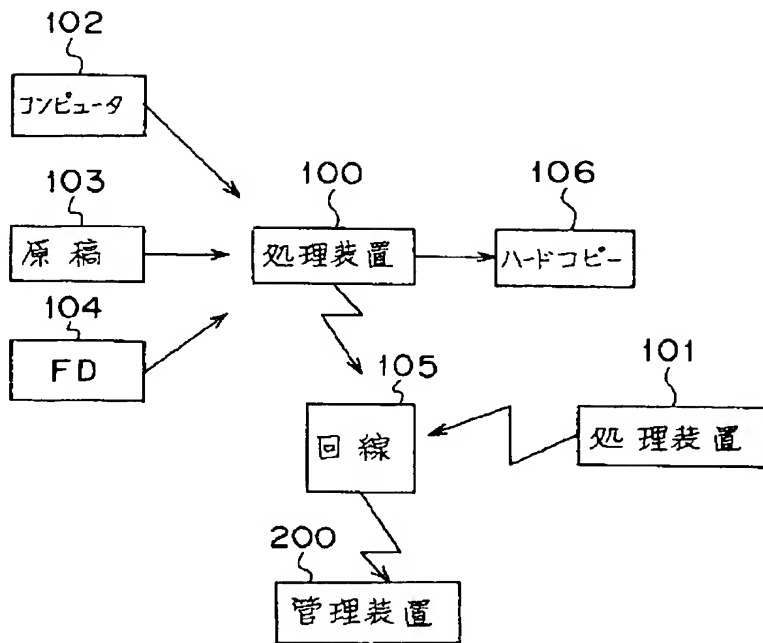 102
コンピュータ
103
原稿
104
FD
100
処理装置
106
ハードコピー
105
回線
101
処理装置
200
管理装置